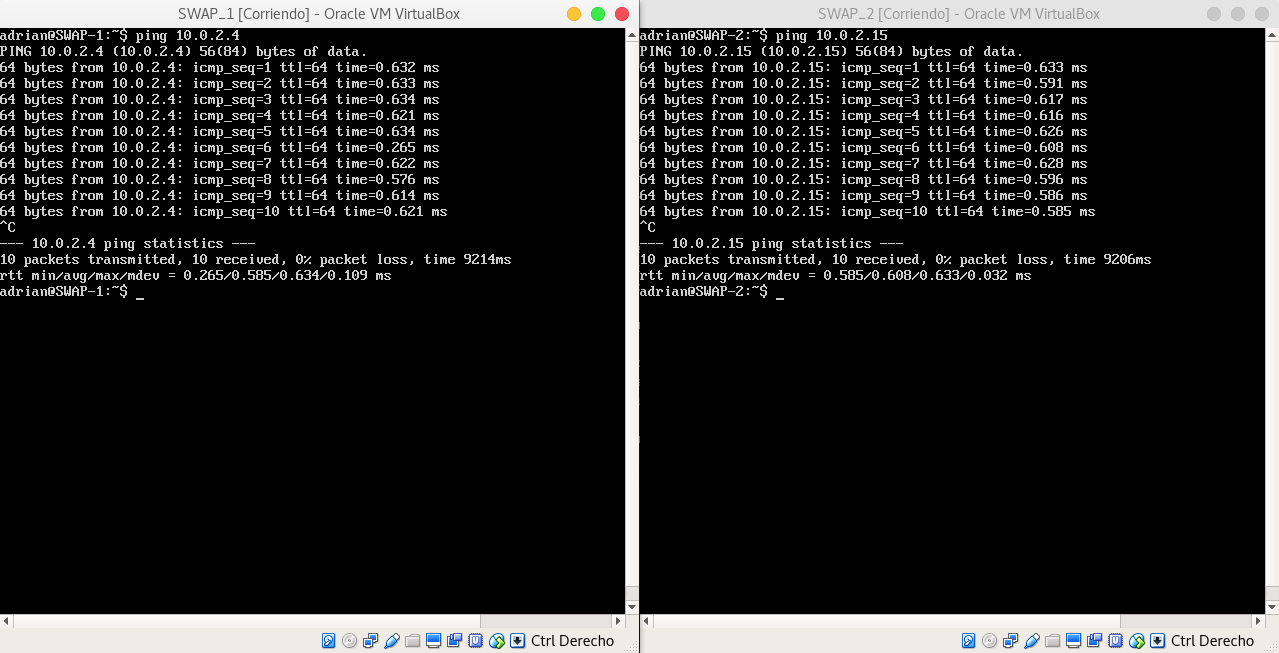 SWAP_1 [Corriendo] - Oracle VM VirtualBox
adrian@SWAP-1:~$ ping 10.0.2.4
PING 10.0.2.4 (10.0.2.4) 56(84) bytes of data.
64 bytes from 10.0.2.4: icmp_seq=1 ttl=64 time=0.632 ms
64 bytes from 10.0.2.4: icmp_seq=2 ttl=64 time=0.633 ms
64 bytes from 10.0.2.4: icmp_seq=3 ttl=64 time=0.634 ms
64 bytes from 10.0.2.4: icmp_seq=4 ttl=64 time=0.621 ms
64 bytes from 10.0.2.4: icmp_seq=5 ttl=64 time=0.634 ms
64 bytes from 10.0.2.4: icmp_seq=6 ttl=64 time=0.265 ms
64 bytes from 10.0.2.4: icmp_seq=7 ttl=64 time=0.622 ms
64 bytes from 10.0.2.4: icmp_seq=8 ttl=64 time=0.576 ms
64 bytes from 10.0.2.4: icmp_seq=9 ttl=64 time=0.614 ms
64 bytes from 10.0.2.4: icmp_seq=10 ttl=64 time=0.621 ms
^C
--- 10.0.2.4 ping statistics ---
10 packets transmitted, 10 received, 0% packet loss, time 9214ms
rtt min/avg/max/mdev = 0.265/0.585/0.634/0.109 ms
adrian@SWAP-1:~$ _
Ctrl Derecho
SWAP_2 [Corriendo] - Oracle VM VirtualBox
adrian@SWAP-2:~$ ping 10.0.2.15
PING 10.0.2.15 (10.0.2.15) 56(84) bytes of data.
64 bytes from 10.0.2.15: icmp_seq=1 ttl=64 time=0.633 ms
64 bytes from 10.0.2.15: icmp_seq=2 ttl=64 time=0.591 ms
64 bytes from 10.0.2.15: icmp_seq=3 ttl=64 time=0.617 ms
64 bytes from 10.0.2.15: icmp_seq=4 ttl=64 time=0.616 ms
64 bytes from 10.0.2.15: icmp_seq=5 ttl=64 time=0.626 ms
64 bytes from 10.0.2.15: icmp_seq=6 ttl=64 time=0.608 ms
64 bytes from 10.0.2.15: icmp_seq=7 ttl=64 time=0.628 ms
64 bytes from 10.0.2.15: icmp_seq=8 ttl=64 time=0.596 ms
64 bytes from 10.0.2.15: icmp_seq=9 ttl=64 time=0.586 ms
64 bytes from 10.0.2.15: icmp_seq=10 ttl=64 time=0.585 ms
^C
--- 10.0.2.15 ping statistics ---
10 packets transmitted, 10 received, 0% packet loss, time 9206ms
rtt min/avg/max/mdev = 0.585/0.608/0.633/0.032 ms
adrian@SWAP-2:~$ _
Ctrl Derecho